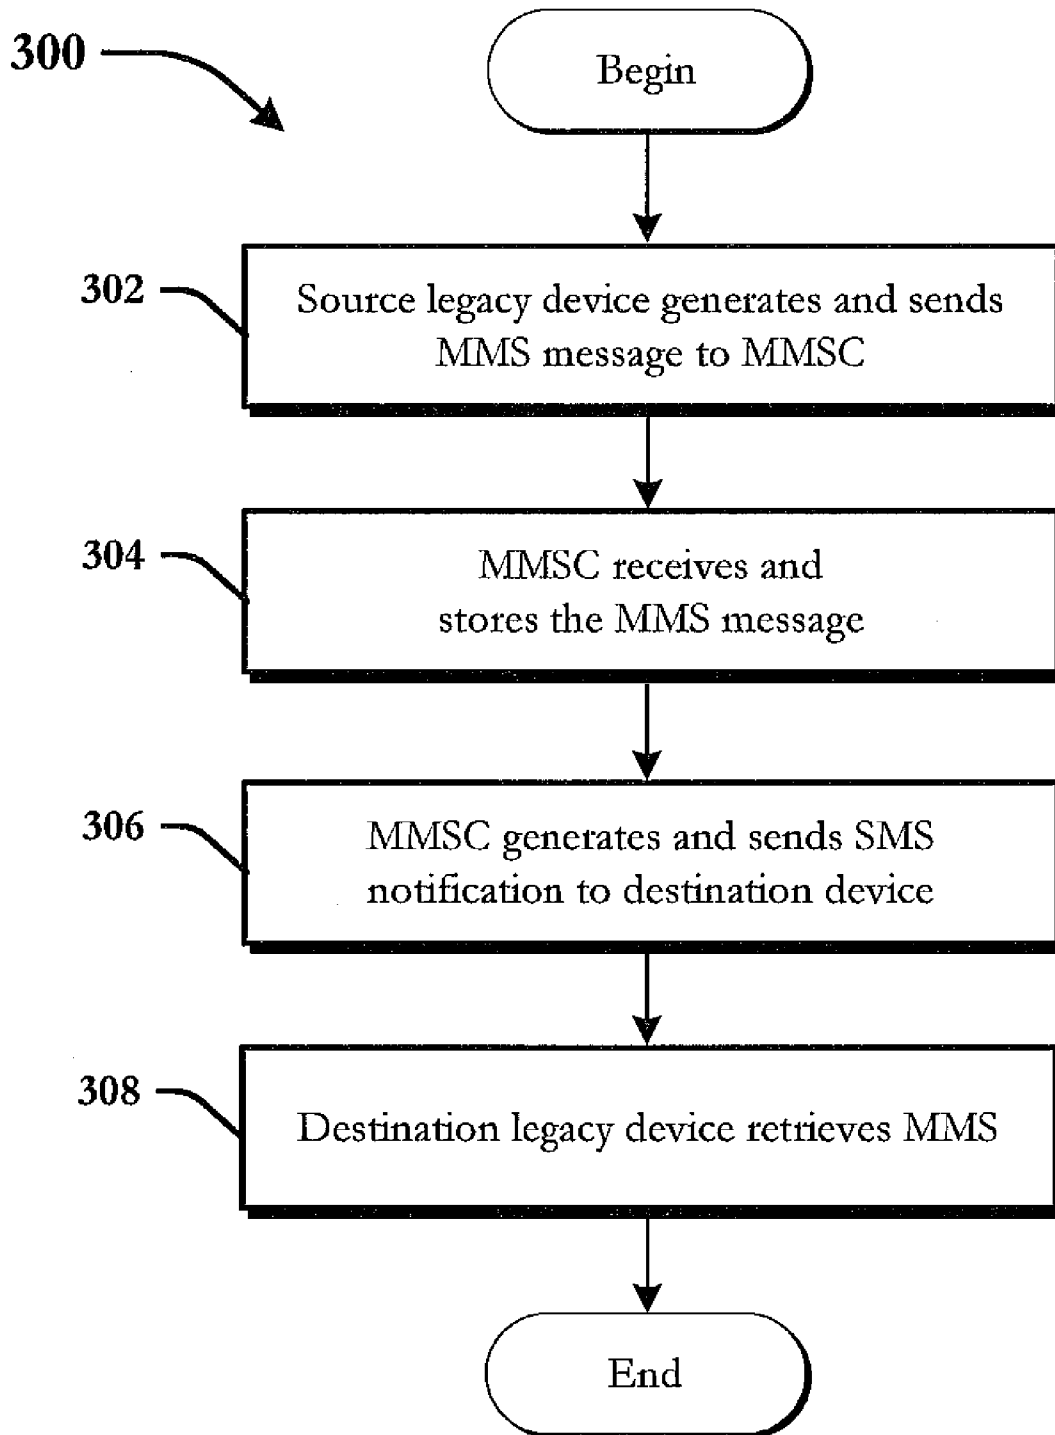 300
Begin
302
Source legacy device generates and sends
MMS message to MMSC
304
MMSC receives and
stores the MMS message
306
MMSC generates and sends SMS
notification to destination device
308
Destination legacy device retrieves MMS
End